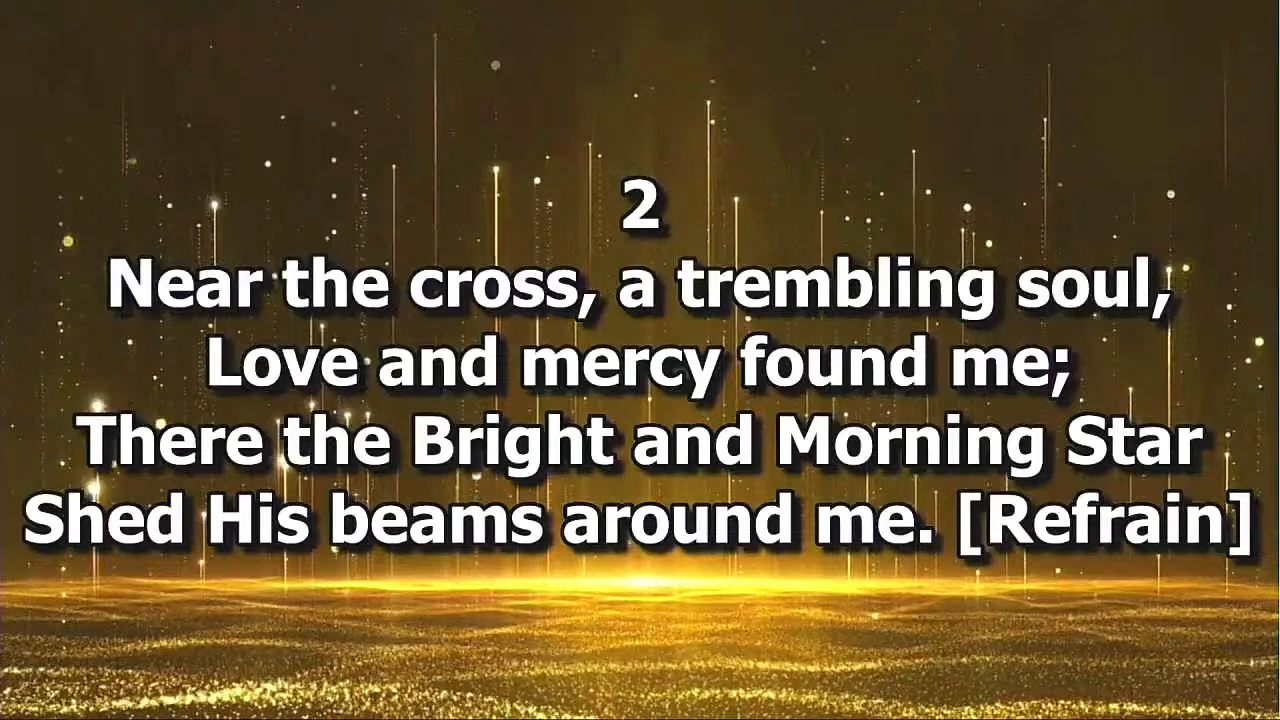 2
Near the cross, a trembling soul,
Love and mercy found me;
There the Bright and Morning Star
Shed His beams around me. [Refrain]